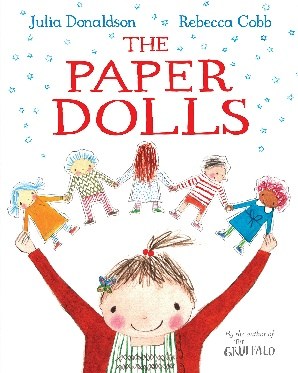 Julia Donaldson Rebecca Cobb
THE
PAPER
DOLLS
By the author of
THE
GRUFFALO